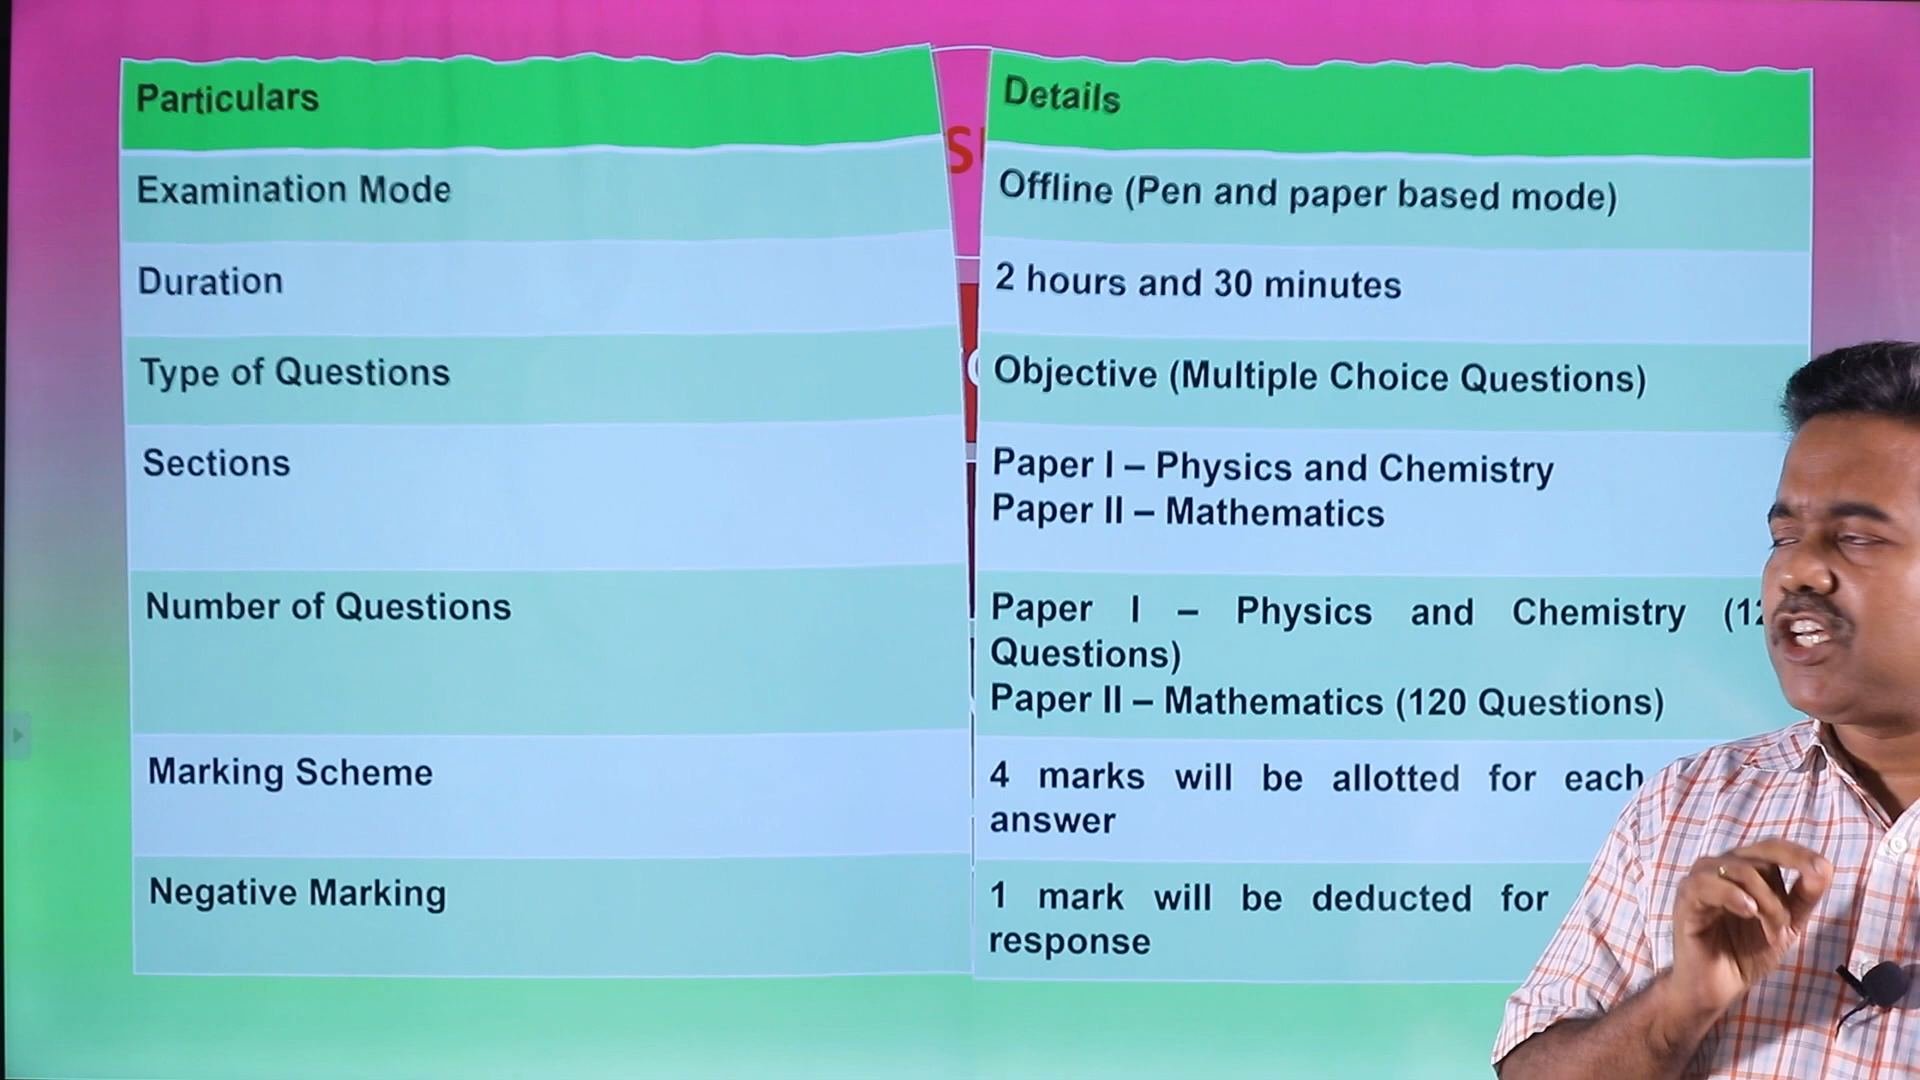 Particulars
Details
Examination Mode
Offline (Pen and paper based mode)
Duration
2 hours and 30 minutes
Type of Questions
Objective (Multiple Choice Questions)
Sections
Paper I – Physics and Chemistry
Paper II – Mathematics
Number of Questions
Paper I – Physics and Chemistry
Questions)
Paper II – Mathematics (120 Questions)
Marking Scheme
4 marks will be allotted for each
answer
Negative Marking
1 mark will be deducted for
response